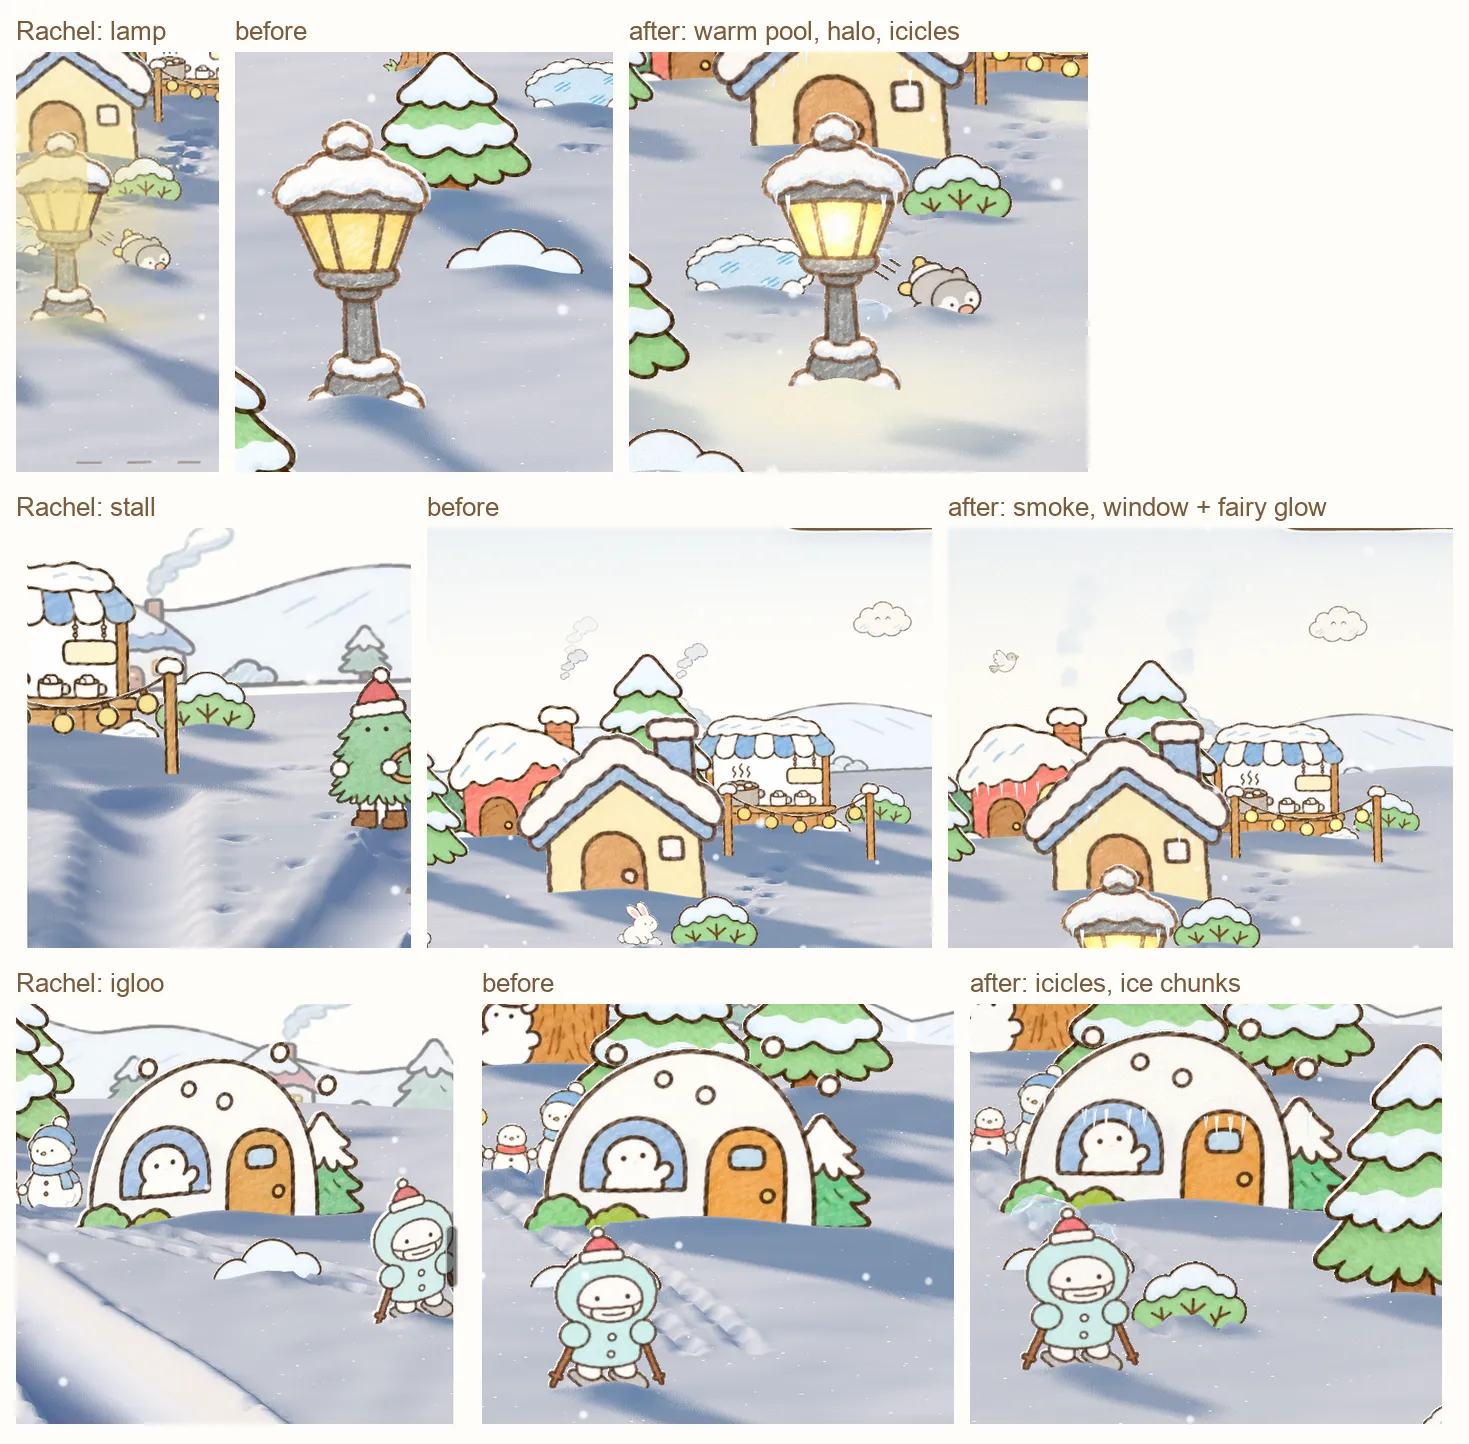 Rachel: lamp
before
after: warm pool, halo, icicles
Rachel: stall
before
after: smoke, window + fairy glow
Rachel: igloo
before
after: icicles, ice chunks